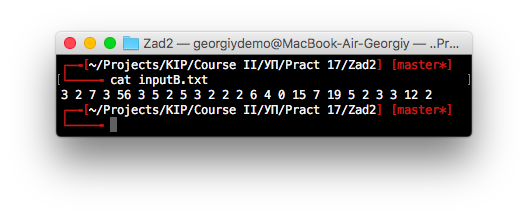 Zad2 — georgiydemo@MacBook-Air-Georgiy — ..Pr...
[~/Projects/KIP/Course II/УП/Pract 17/Zad2] [master*]
cat inputB.txt
3 2 7 3 56 3 5 2 5 3 2 2 2 6 4 0 15 7 19 5 2 3 3 12 2
[~/Projects/KIP/Course II/УП/Pract 17/Zad2] [master*]